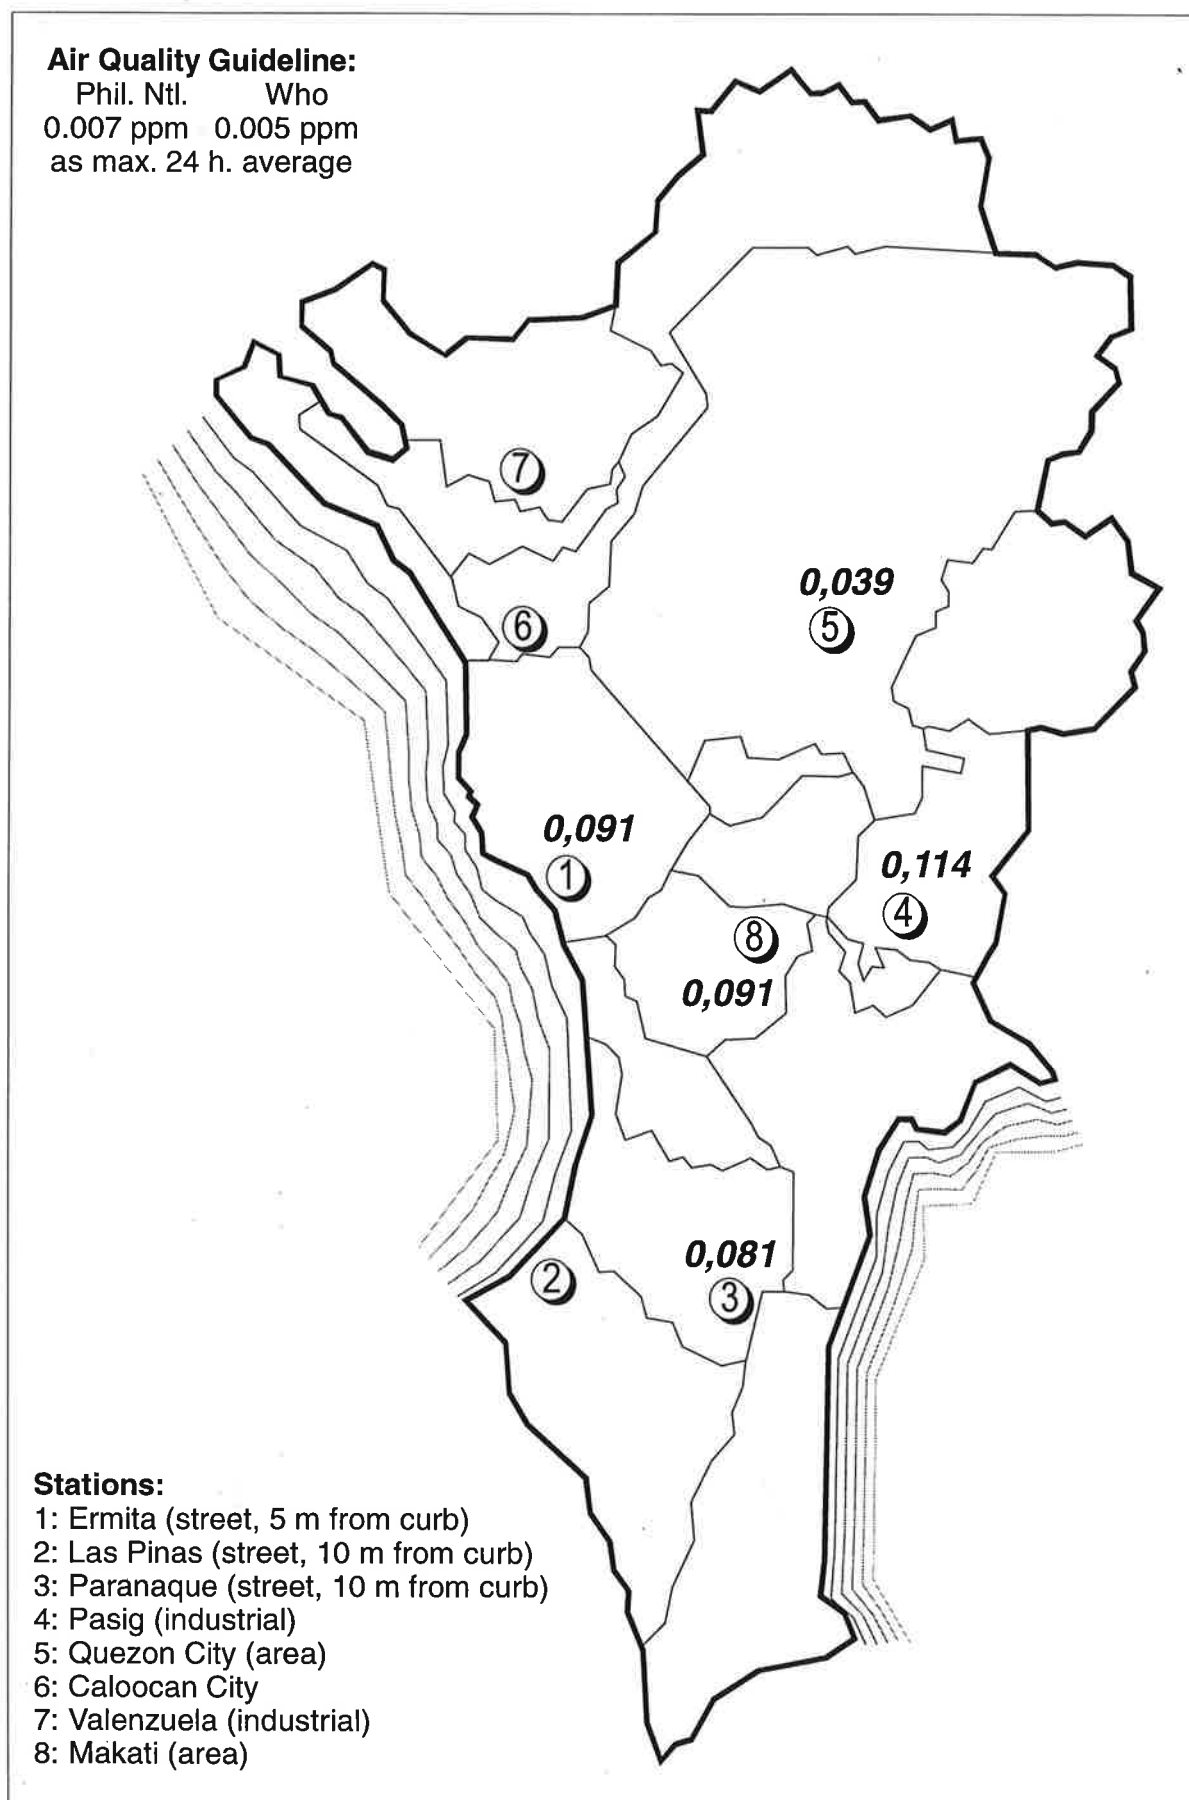 Air Quality Guideline:
Phil. Ntl. Who
0.007 ppm 0.005 ppm
as max. 24 h. average
7
0,039
5
6
0,091
1
0,114
4
8
0,091
0,081
2
3
Stations:
1: Ermita (street, 5 m from curb)
2: Las Pinas (street, 10 m from curb)
3: Paranaque (street, 10 m from curb)
4: Pasig (industrial)
5: Quezon City (area)
6: Caloocan City
7: Valenzuela (industrial)
8: Makati (area)